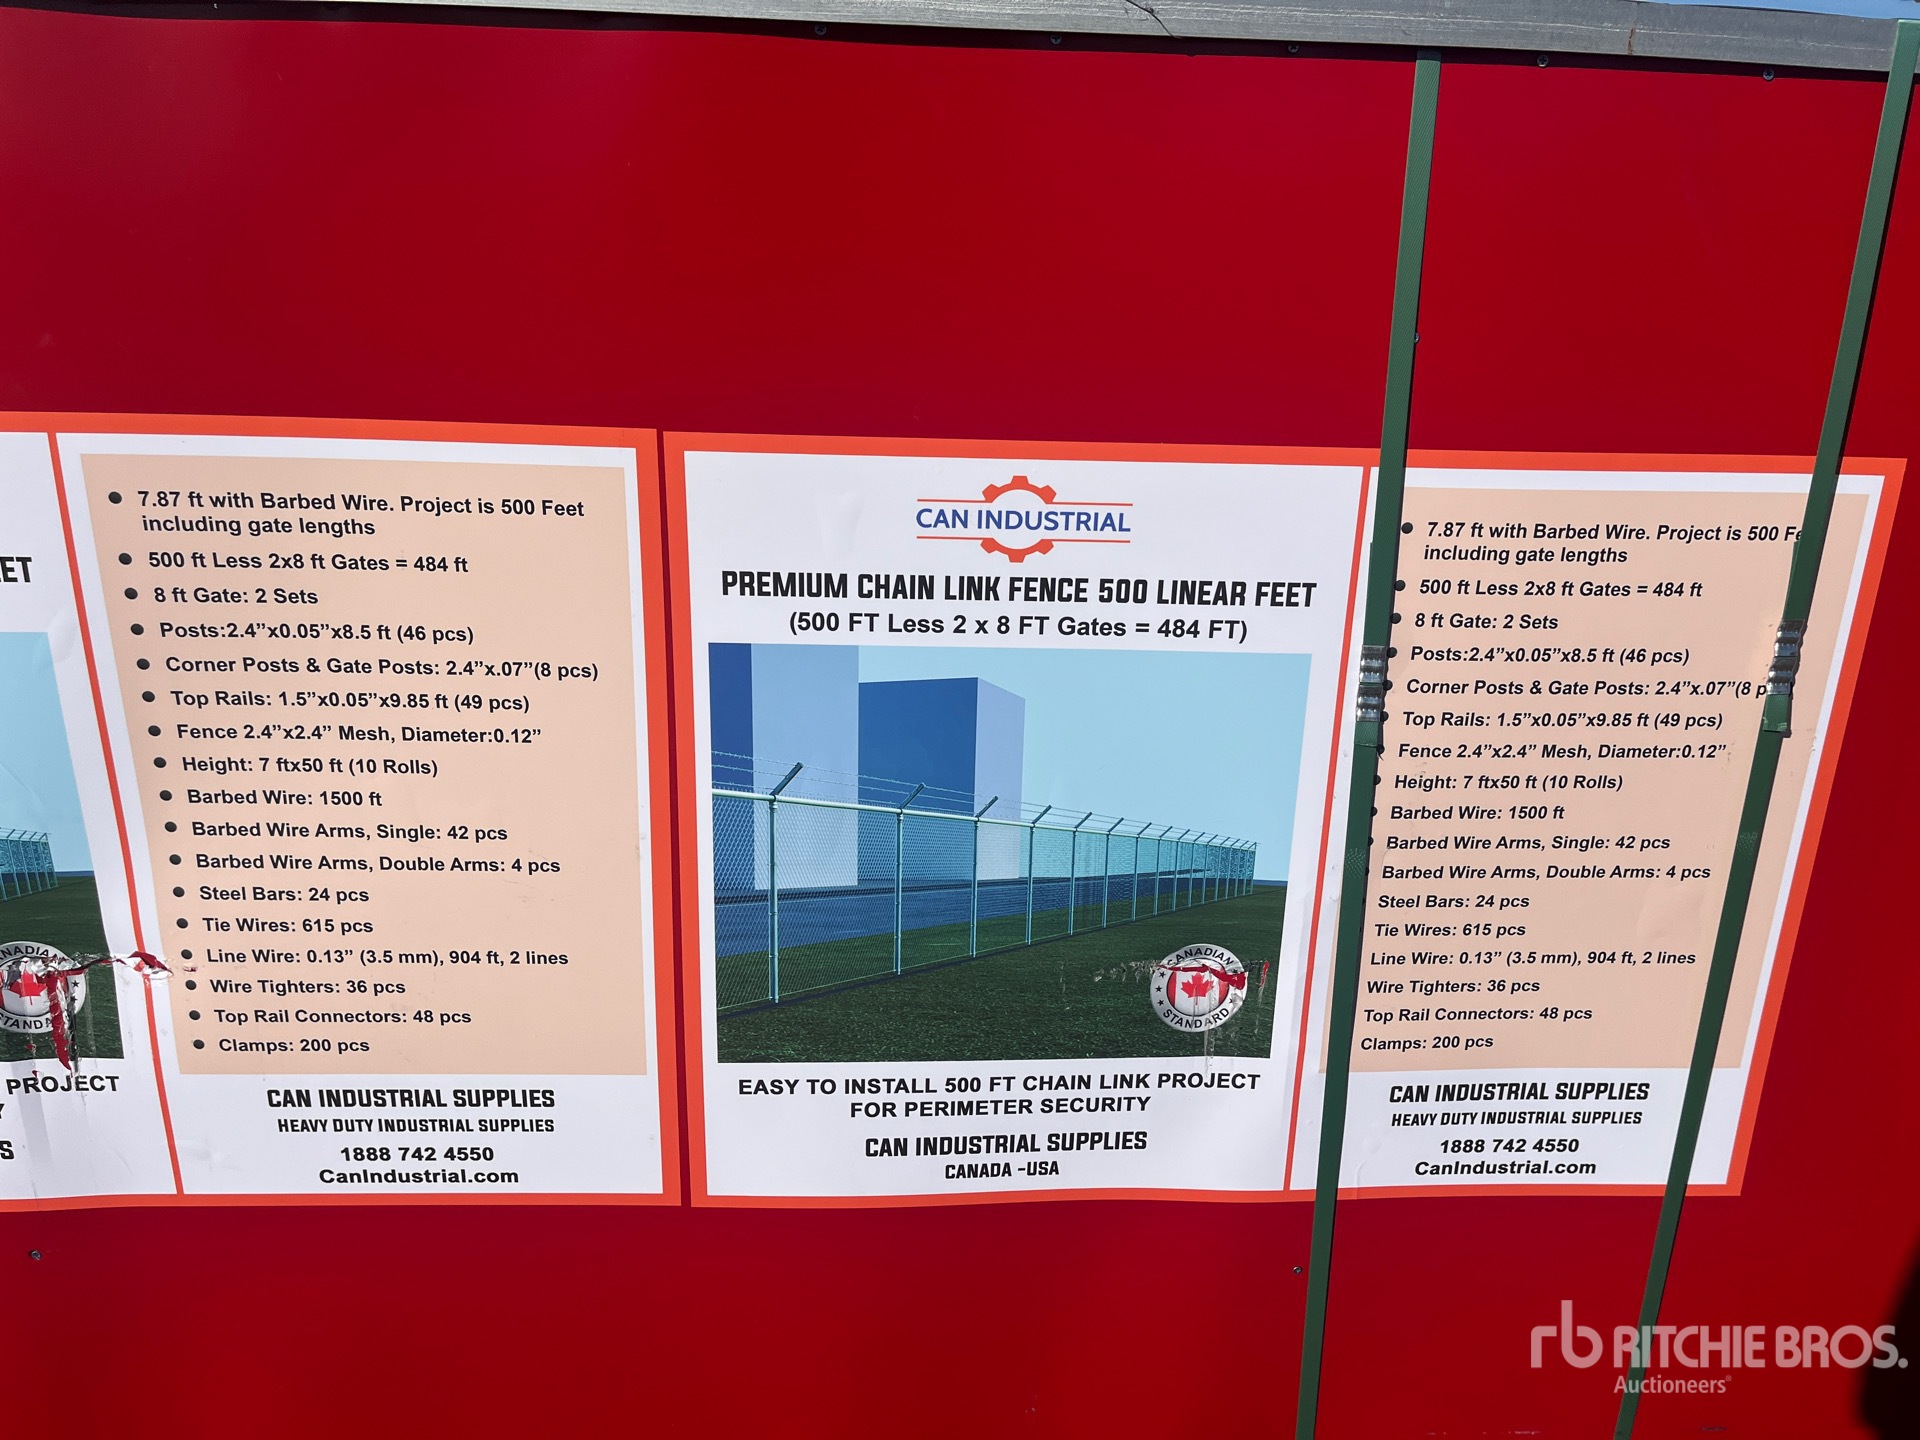 ET
NADIAN
STANDA
PROJECT
Y
S
7.87 ft with Barbed Wire. Project is 500 Feet
including gate lengths
500 ft Less 2x8 ft Gates = 484 ft
8 ft Gate: 2 Sets
Posts:2.4”x0.05”x8.5 ft (46 pcs)
Corner Posts & Gate Posts: 2.4”x.07”(8 pcs)
Top Rails: 1.5”x0.05”x9.85 ft (49 pcs)
Fence 2.4”x2.4” Mesh, Diameter:0.12”
Height: 7 ftx50 ft (10 Rolls)
Barbed Wire: 1500 ft
Barbed Wire Arms, Single: 42 pcs
Barbed Wire Arms, Double Arms: 4 pcs
Steel Bars: 24 pcs
Tie Wires: 615 pcs
Line Wire: 0.13” (3.5 mm), 904 ft, 2 lines
Wire Tighters: 36 pcs
Top Rail Connectors: 48 pcs
Clamps: 200 pcs
CAN INDUSTRIAL SUPPLIES
HEAVY DUTY INDUSTRIAL SUPPLIES
1888 742 4550
CanIndustrial.com
CAN INDUSTRIAL
PREMIUM CHAIN LINK FENCE 500 LINEAR FEET
(500 FT Less 2 x 8 FT Gates = 484 FT)
CANADIAN
STANDARD
EASY TO INSTALL 500 FT CHAIN LINK PROJECT
FOR PERIMETER SECURITY
CAN INDUSTRIAL SUPPLIES
CANADA -USA
7.87 ft with Barbed Wire. Project is 500 Fe
including gate lengths
500 ft Less 2x8 ft Gates = 484 ft
8 ft Gate: 2 Sets
Posts:2.4”x0.05”x8.5 ft (46 pcs)
Corner Posts & Gate Posts: 2.4”x.07”(8 p
Top Rails: 1.5”x0.05”x9.85 ft (49 pcs)
Fence 2.4”x2.4” Mesh, Diameter:0.12”
Height: 7 ftx50 ft (10 Rolls)
Barbed Wire: 1500 ft
Barbed Wire Arms, Single: 42 pcs
Barbed Wire Arms, Double Arms: 4 pcs
Steel Bars: 24 pcs
Tie Wires: 615 pcs
Line Wire: 0.13” (3.5 mm), 904 ft, 2 lines
Wire Tighters: 36 pcs
Top Rail Connectors: 48 pcs
Clamps: 200 pcs
CAN INDUSTRIAL SUPPLIES
HEAVY DUTY INDUSTRIAL SUPPLIES
1888 742 4550
CanIndustrial.com
rb RITCHIE BROS.
Auctioneers®